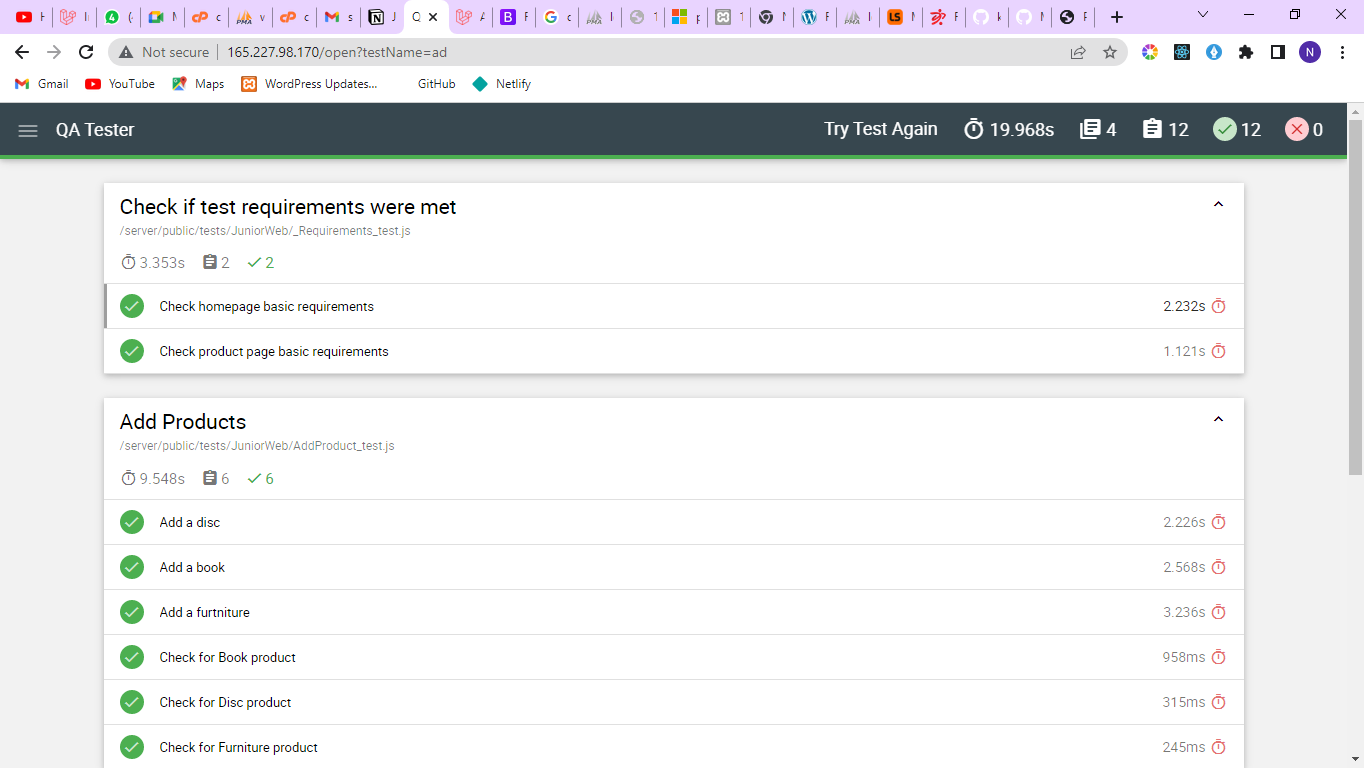 Not secure 165.227.98.170/open?testName=ad
N
Gmail YouTube Maps WordPress Updates... GitHub Netlify
QA Tester Try Test Again 19.968s 4 12 12 0
Check if test requirements were met
/server/public/tests/JuniorWeb/_Requirements_test.js
3.353s 2 2
Check homepage basic requirements 2.232s
Check product page basic requirements 1.121s
Add Products
/server/public/tests/JuniorWeb/AddProduct_test.js
9.548s 6 6
Add a disc 2.226s
Add a book 2.568s
Add a furtniture 3.236s
Check for Book product 958ms
Check for Disc product 315ms
Check for Furniture product 245ms